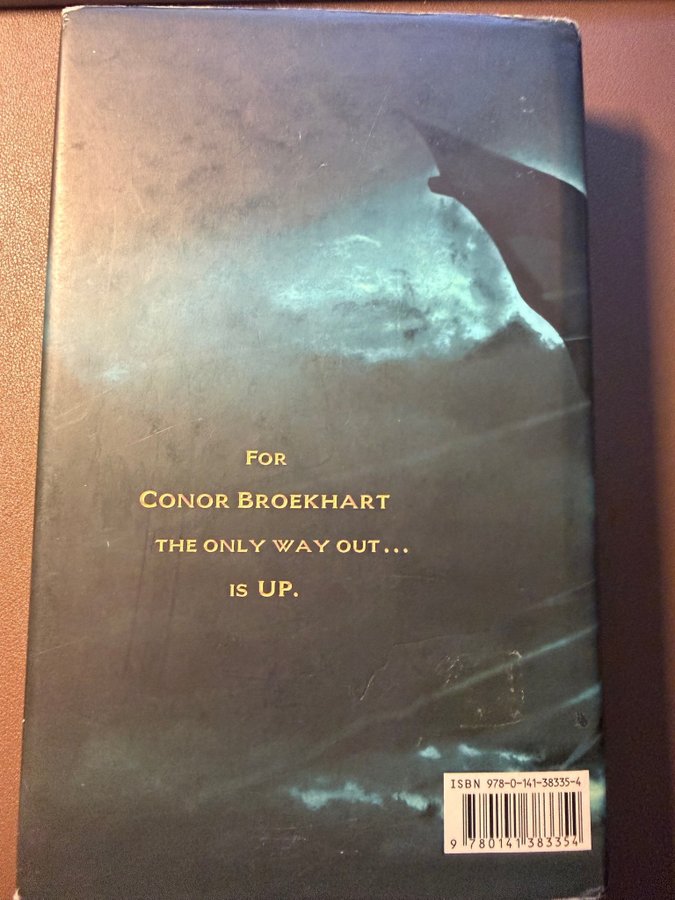 FOR
CONOR BROEKHART
THE ONLY WAY OUT...
IS UP.
ISBN 978-0-141-38335-4
9 780141 383354